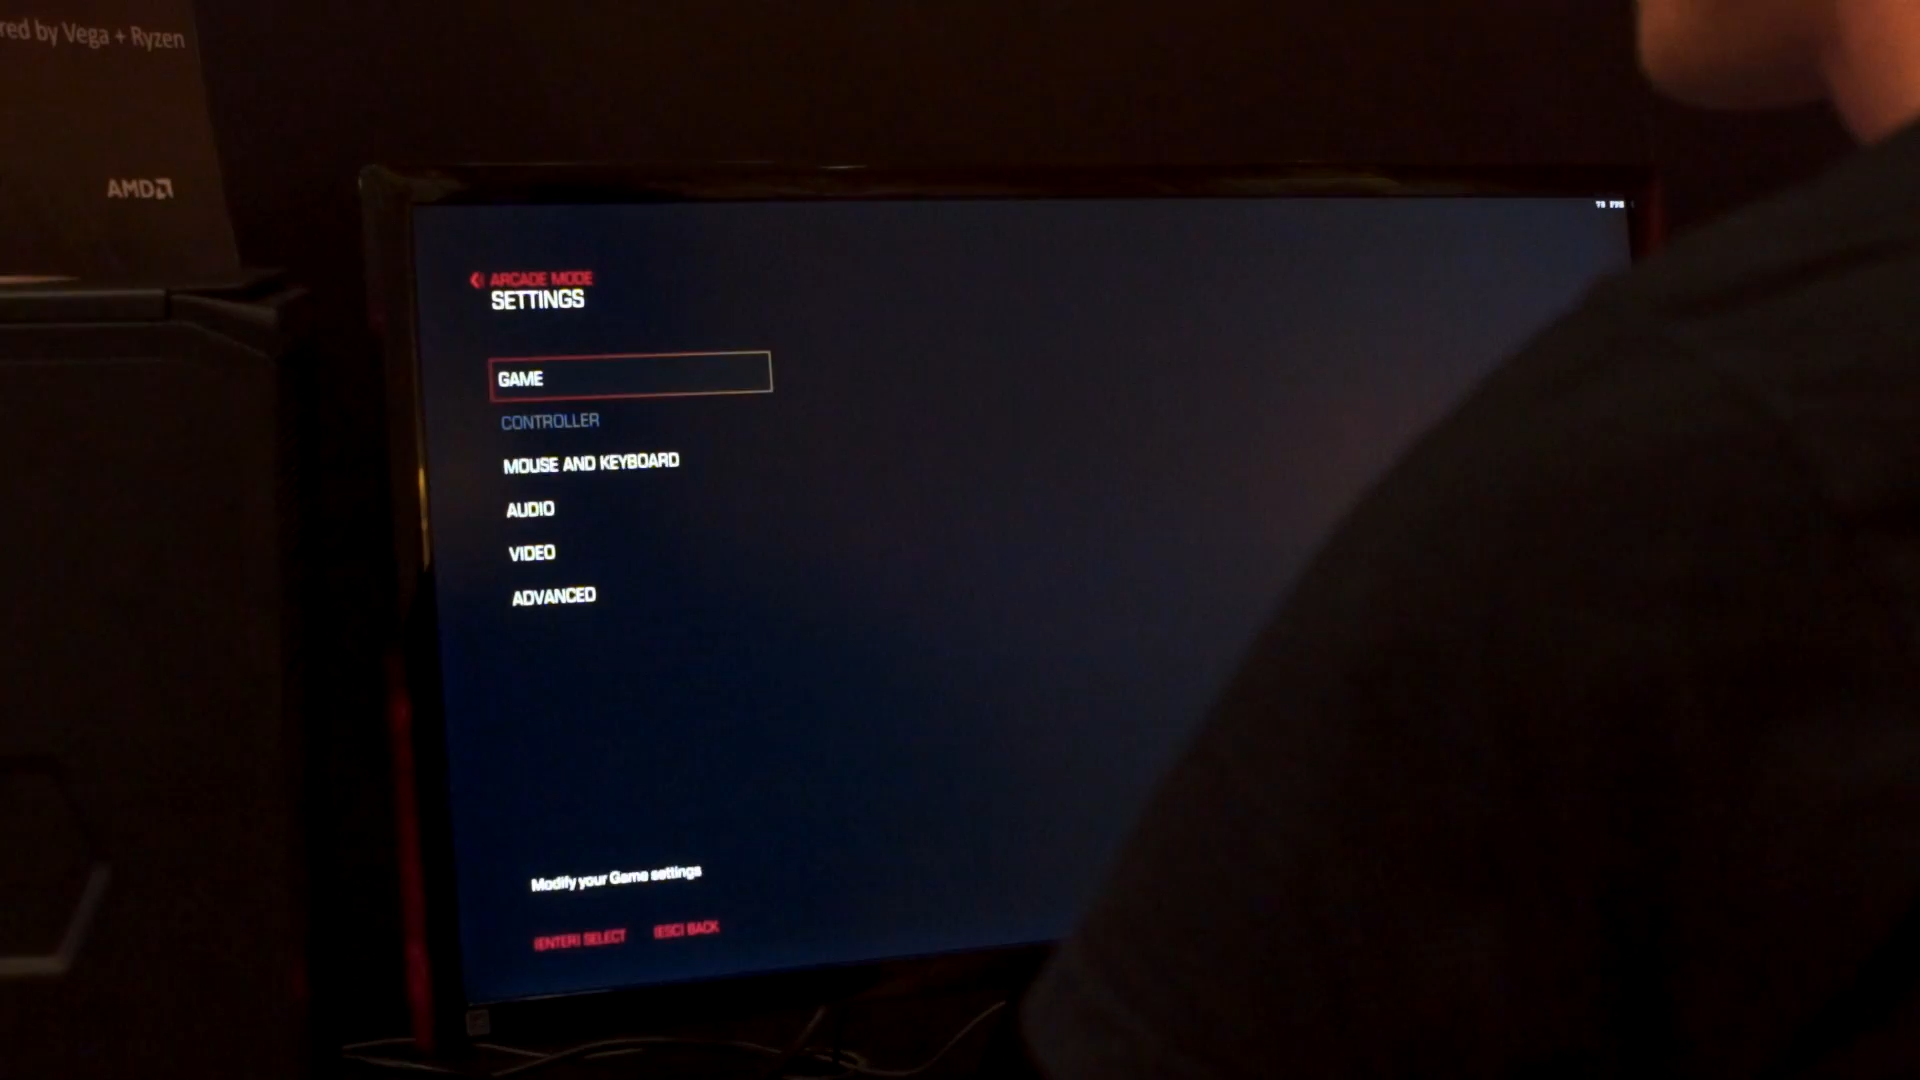 red by Vega + Ryzen
AMD
ARCADE MODE
SETTINGS
GAME
CONTROLLER
MOUSE AND KEYBOARD
AUDIO
VIDEO
ADVANCED
Modify your Game settings
[ENTER] SELECT [ESC] BACK